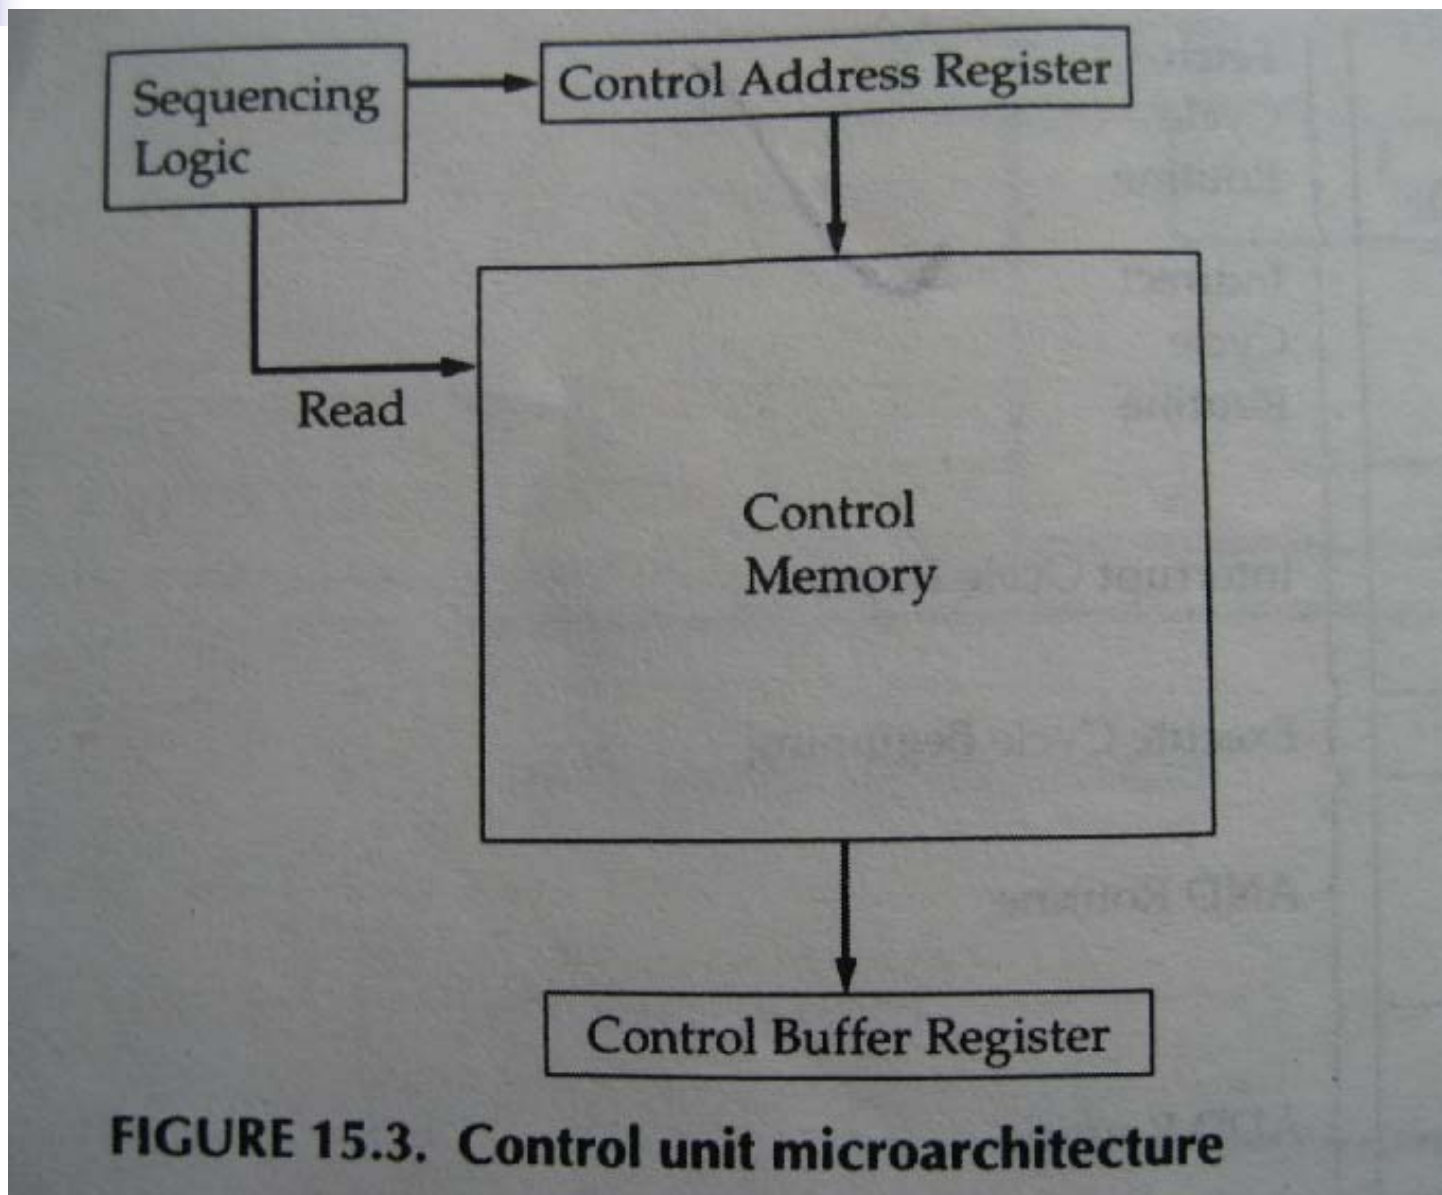 Sequencing
Logic
Control Address Register
Read
Control
Memory
Control Buffer Register
FIGURE 15.3. Control unit microarchitecture